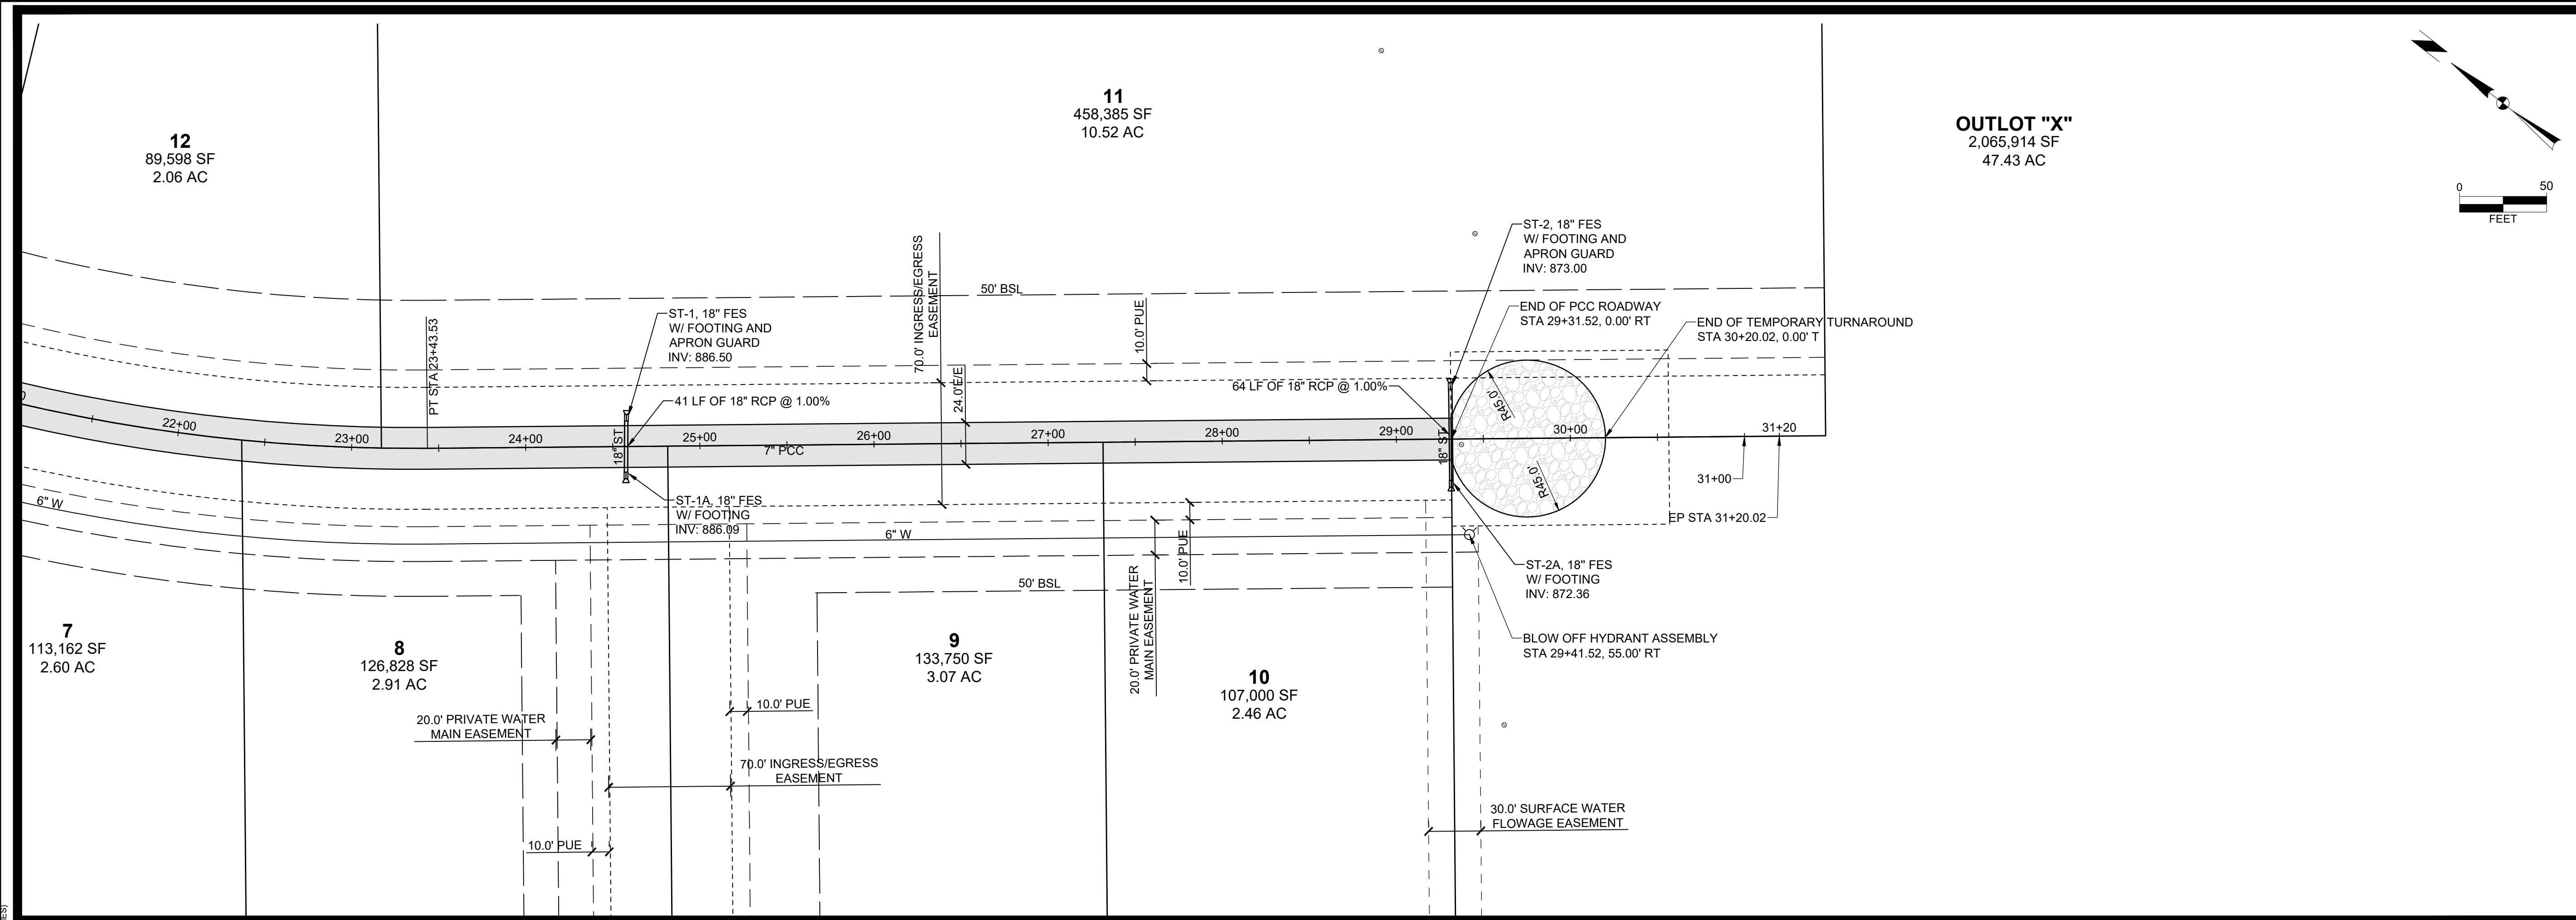 11
458,385 SF
10.52 AC
12
89,598 SF
2.06 AC
OUTLOT "X"
2,065,914 SF
47.43 AC
0 50
FEET
ST-2, 18" FES
W/ FOOTING AND
APRON GUARD
INV: 873.00
70.0' INGRESS/EGRESS
EASEMENT
50' BSL
10.0' PUE
END OF PCC ROADWAY
STA 29+31.52, 0.00' RT
END OF TEMPORARY TURNAROUND
STA 30+20.02, 0.00' T
ST-1, 18" FES
W/ FOOTING AND
APRON GUARD
INV: 886.50
PT STA 23+43.53
24.0'E/E
64 LF OF 18" RCP @ 1.00%
41 LF OF 18" RCP @ 1.00%
R45.0'
22+00
23+00
24+00
25+00
26+00
27+00
28+00
29+00
30+00
31+20
18" ST
7" PCC
18" ST
R45.0'
31+00
EP STA 31+20.02
6" W
ST-1A, 18" FES
W/ FOOTING
INV: 886.09
6" W
10.0' PUE
20.0' PRIVATE WATER
MAIN EASEMENT
50' BSL
ST-2A, 18" FES
W/ FOOTING
INV: 872.36
BLOW OFF HYDRANT ASSEMBLY
STA 29+41.52, 55.00' RT
7
113,162 SF
2.60 AC
8
126,828 SF
2.91 AC
9
133,750 SF
3.07 AC
10
107,000 SF
2.46 AC
20.0' PRIVATE WATER
MAIN EASEMENT
10.0' PUE
70.0' INGRESS/EGRESS
EASEMENT
10.0' PUE
30.0' SURFACE WATER
FLOWAGE EASEMENT